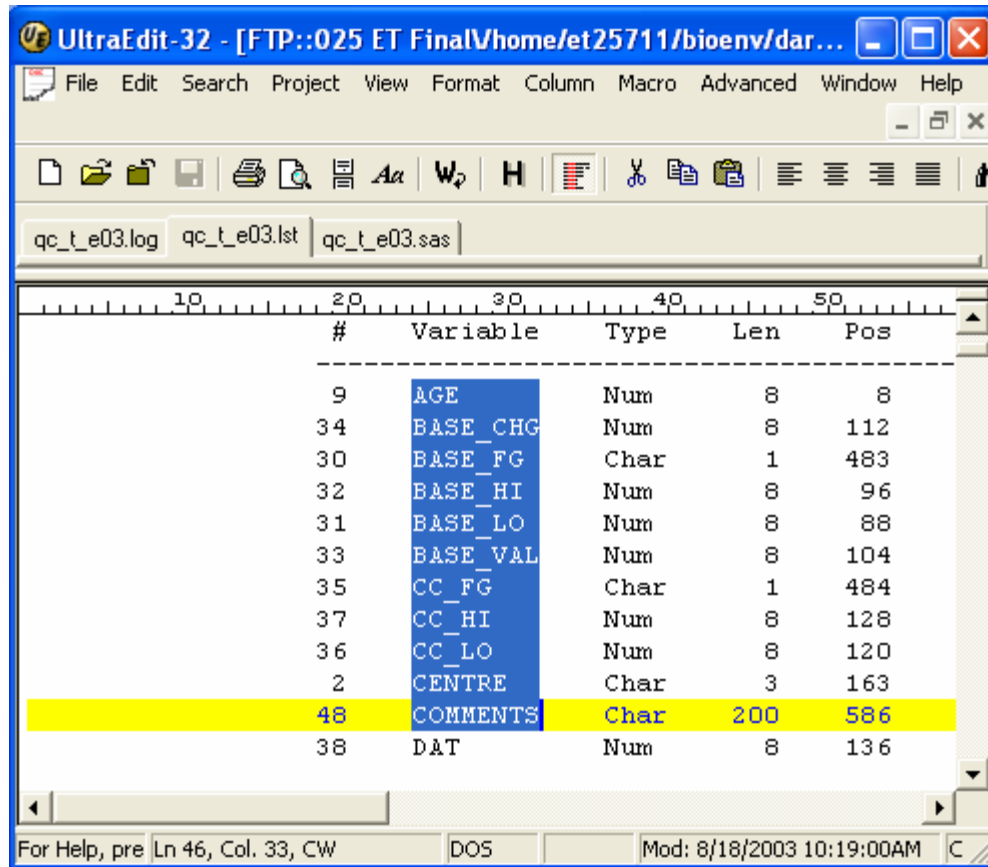 UltraEdit-32 - [FTP::025 ET Final\/home/et25711/bioenv/dar...
File Edit Search Project View Format Column Macro Advanced Window Help
qc_t_e03.log qc_t_e03.lst qc_t_e03.sas
10 20 30 40 50
# Variable Type Len Pos
9 AGE Num 8 8
34 BASE_CHG Num 8 112
30 BASE_FG Char 1 483
32 BASE_HI Num 8 96
31 BASE_LO Num 8 88
33 BASE_VAL Num 8 104
35 CC_FG Char 1 484
37 CC_HI Num 8 128
36 CC_LO Num 8 120
2 CENTRE Char 3 163
48 COMMENTS Char 200 586
38 DAT Num 8 136
For Help, pre Ln 46, Col. 33, CW DOS Mod: 8/18/2003 10:19:00AM C